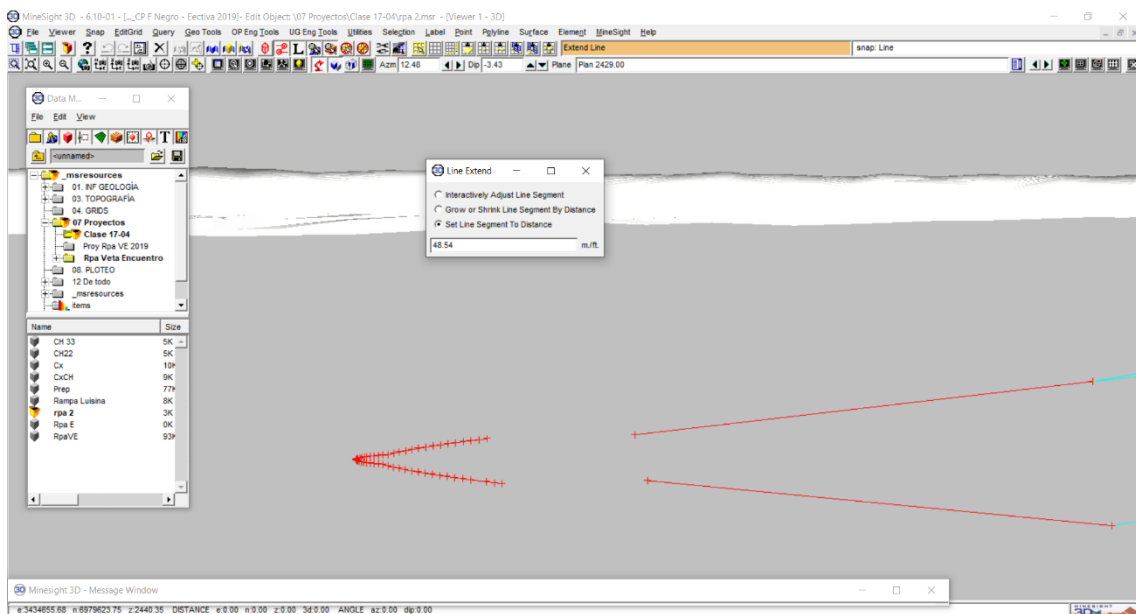 MineSight 3D - 6.10-01 - [..._CP F Negro - Eectiva 2019]- Edit Object: \07 Proyectos\Clase 17-04\rpa 2.msr - [Viewer 1 - 3D]
File Viewer Snap EditGrid Query Geo Tools OP Eng Tools UG Eng Tools Utilities Selection Label Point Polyline Surface Element MineSight Help
Extend Line snap: Line
Azm 12.48 Dip -3.43 Plane Plan 2429.00
Data M...
File Edit View
<unnamed>
_msresources
01. INF GEOLOGÍA
03. TOPOGRAFÍA
04. GRIDS
07 Proyectos
Clase 17-04
Proy Rpa VE 2019
Rpa Veta Encuentro
08. PLOTEO
12 De todo
_msresources
items
Name Size
CH 33 5K
CH22 5K
Cx 10K
CxCH 9K
Prep 77K
Rampa Luisina 8K
rpa 2 3K
Rpa E 0K
RpaVE 93K
Line Extend
Interactively Adjust Line Segment
Grow or Shrink Line Segment By Distance
Set Line Segment To Distance
48.54 m./ft.
Minesight 3D - Message Window
e:3434655.68 n:6979623.75 z:2440.35 DISTANCE e:0.00 n:0.00 z:0.00 3d:0.00 ANGLE az:0.00 dip:0.00
MINESIGHT
3D